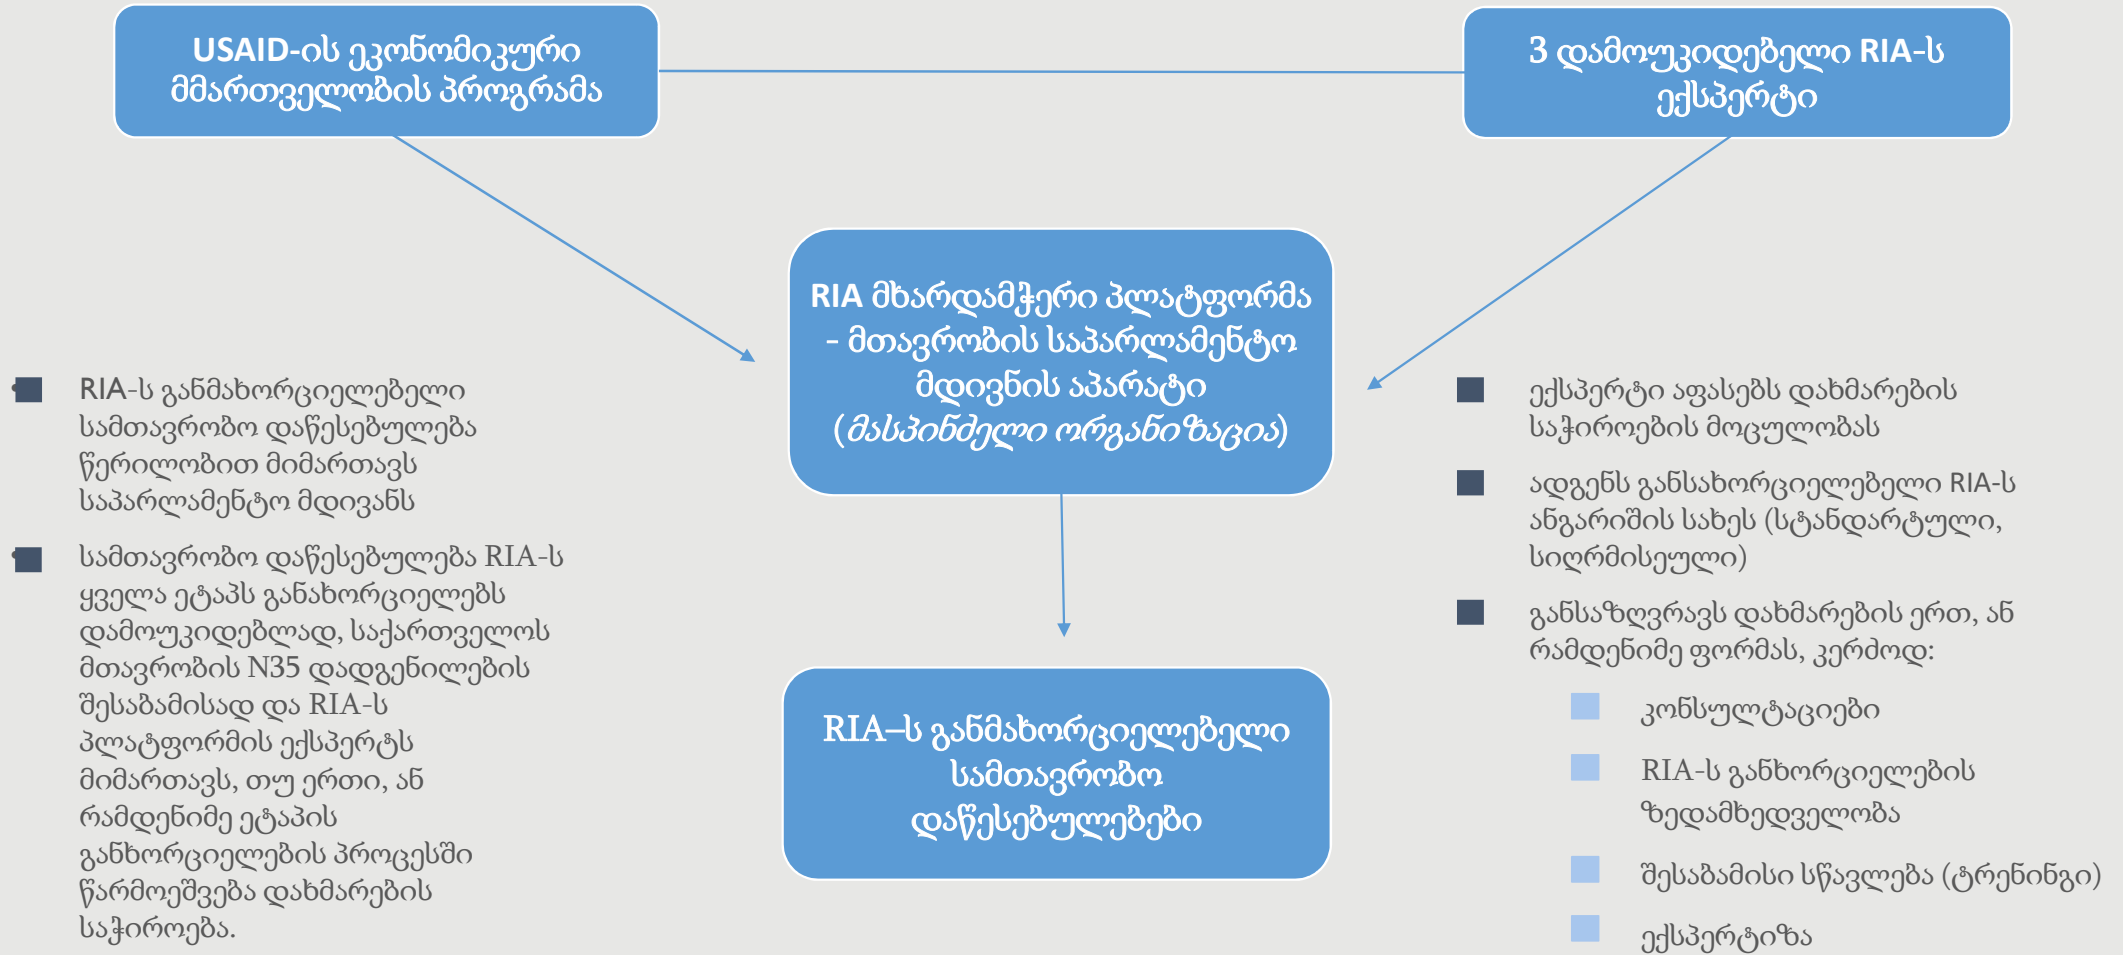 USAID-ის ეკონომიკური
მმართველობის პროგრამა
3 დამოუკიდებელი RIA-ს
ექსპერტი
RIA მხარდამჭერი პლატფორმა
- მთავრობის საპარლამენტო
მდივნის აპარატი
(მასპინძელი ორგანიზაცია)
RIA–ს განმახორციელებელი
სამთავრობო
დაწესებულებები
RIA-ს განმახორციელებელი
სამთავრობო დაწესებულება
წერილობით მიმართავს
საპარლამენტო მდივანს
სამთავრობო დაწესებულება RIA-ს
ყველა ეტაპს განახორციელებს
დამოუკიდებლად, საქართველოს
მთავრობის N35 დადგენილების
შესაბამისად და RIA-ს
პლატფორმის ექსპერტს
მიმართავს, თუ ერთი, ან
რამდენიმე ეტაპის
განხორციელების პროცესში
წარმოეშვება დახმარების
საჭიროება.
ექსპერტი აფასებს დახმარების
საჭიროების მოცულობას
ადგენს განსახორციელებელი RIA-ს
ანგარიშის სახეს (სტანდარტული,
სიღრმისეული)
განსაზღვრავს დახმარების ერთ, ან
რამდენიმე ფორმას, კერძოდ:
კონსულტაციები
RIA-ს განხორციელების
ზედამხედველობა
შესაბამისი სწავლება (ტრენინგი)
ექსპერტიზა